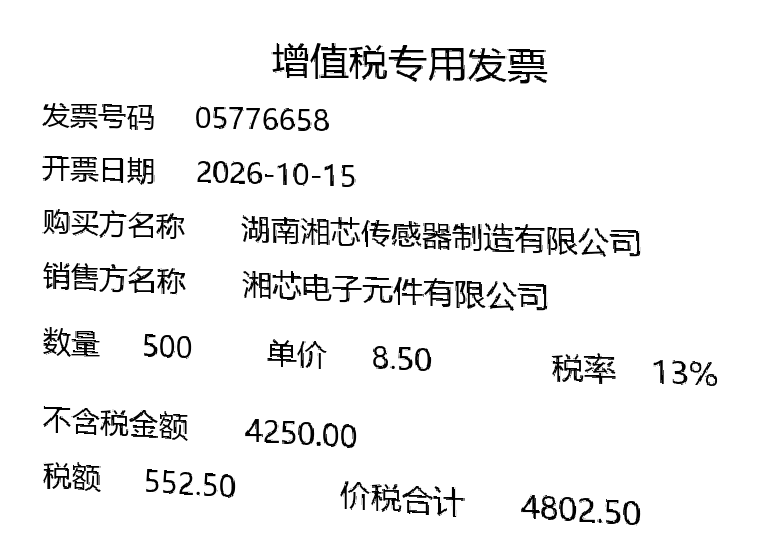 增值税专用发票
发票号码 05776658
开票日期 2026-10-15
购买方名称 湖南湘芯传感器制造有限公司
销售方名称 湘芯电子元件有限公司
数量 500 单价 8.50 税率 13%
不含税金额 4250.00
税额 552.50 价税合计 4802.50